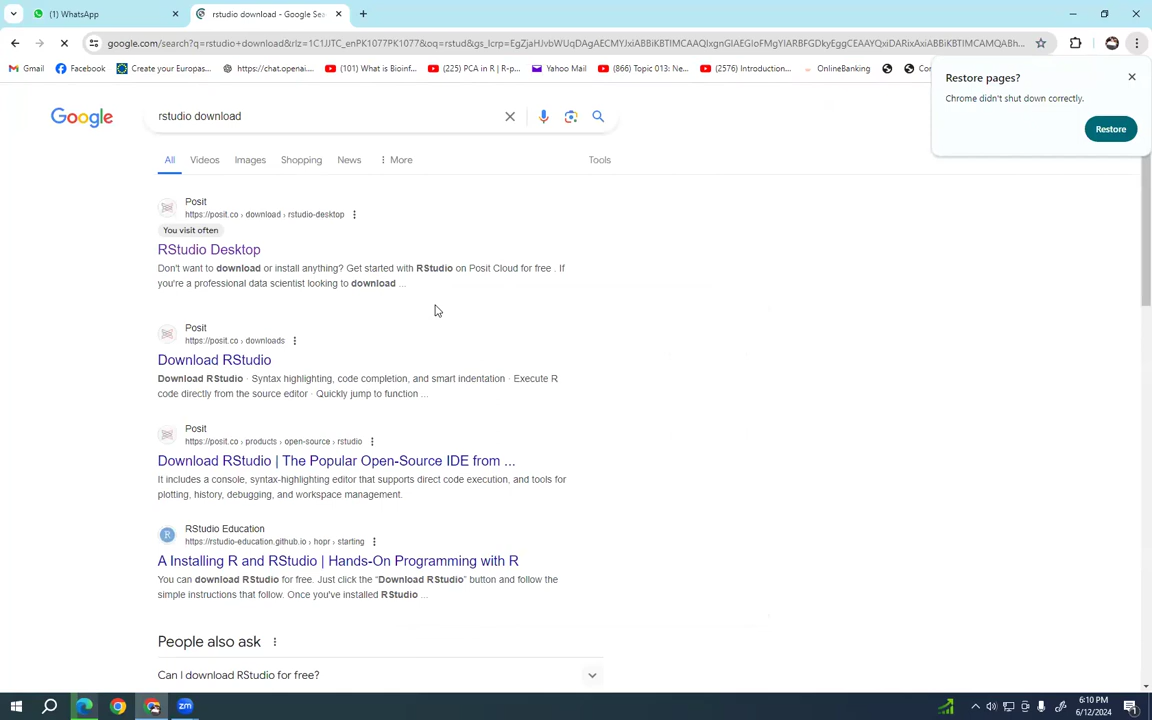 WhatsApp
rstudio download - Google Sea
google.com/search?q=rstudio+download&rlz=1C1JJTC_enPK1077PK1077&oq=rstud&gs_lcrp=
Gmail
Facebook
Create your Europas...
https://chat.openai....
(101) What is Bioinf...
(225) PCA in R | R-p...
Yahoo Mail
(866) Topic 013: Ne...
(2576) Introduction...
OnlineBanking
Restore pages?
Chrome didn't shut down correctly.
Restore
Google
rstudio download
All
Videos
Images
Shopping
News
More
Tools
Posit
https://posit.co › download › rstudio-desktop
You visit often
RStudio Desktop
Don't want to download or install anything? Get started with RStudio on Posit Cloud for free . If
you're a professional data scientist looking to download ...
Posit
https://posit.co › downloads
Download RStudio
Download RStudio · Syntax highlighting, code completion, and smart indentation · Execute R
code directly from the source editor · Quickly jump to function ...
Posit
https://posit.co › products › open-source › rstudio
Download RStudio | The Popular Open-Source IDE from ...
It includes a console, syntax-highlighting editor that supports direct code execution, and tools for
plotting, history, debugging, and workspace management.
RStudio Education
R
https://rstudio-education.github.io › hopr › starting
A Installing R and RStudio | Hands-On Programming with R
You can download RStudio for free. Just click the “Download RStudio” button and follow the
simple instructions that follow. Once you've installed RStudio ...
People also ask
Can I download RStudio for free?
zm
6:10 PM
6/12/2024